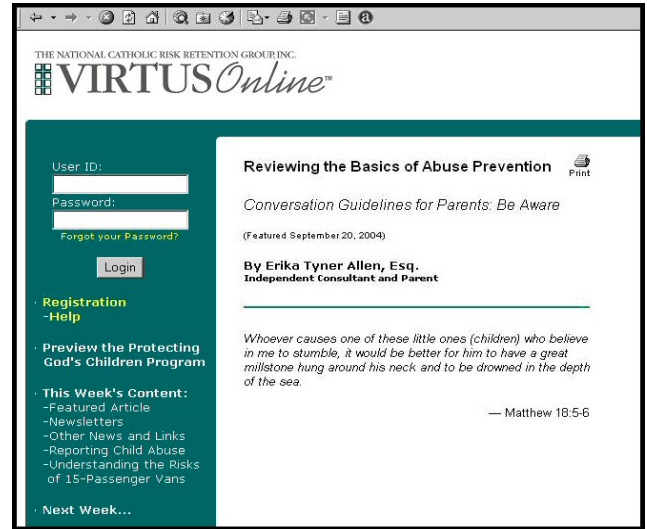 THE NATIONAL CATHOLIC RISK RETENTION GROUP, INC.
VIRTUS Online™
User ID:
Password:
Forgot your Password?
Login
· Registration
-Help
· Preview the Protecting
God's Children Program
· This Week's Content:
-Featured Article
-Newsletters
-Other News and Links
-Reporting Child Abuse
-Understanding the Risks
of 15-Passenger Vans
· Next Week...
Reviewing the Basics of Abuse Prevention
Print
Conversation Guidelines for Parents: Be Aware
(Featured September 20, 2004)
By Erika Tyner Allen, Esq.
Independent Consultant and Parent
Whoever causes one of these little ones (children) who believe
in me to stumble, it would be better for him to have a great
millstone hung around his neck and to be drowned in the depth
of the sea.
— Matthew 18:5-6